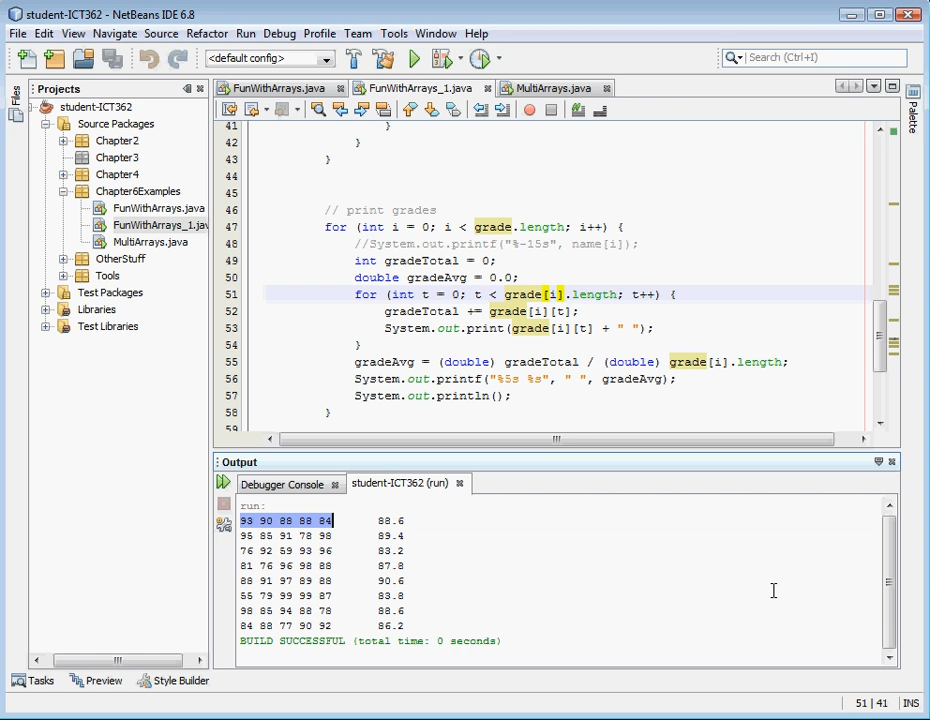 student-ICT362 - NetBeans IDE 6.8
File Edit View Navigate Source Refactor Run Debug Profile Team Tools Window Help
<default config> Search (Ctrl+I)
Files
Projects
student-ICT362
Source Packages
Chapter2
Chapter3
Chapter4
Chapter6Examples
FunWithArrays.java
FunWithArrays_1.jav
MultiArrays.java
OtherStuff
Tools
Test Packages
Libraries
Test Libraries
FunWithArrays.java FunWithArrays_1.java MultiArrays.java
Palette
41 }
42 }
43 }
44
45
46 // print grades
47 for (int i = 0; i < grade.length; i++) {
48 //System.out.printf("%-15s", name[i]);
49 int gradeTotal = 0;
50 double gradeAvg = 0.0;
51 for (int t = 0; t < grade[i].length; t++) {
52 gradeTotal += grade[i][t];
53 System.out.print(grade[i][t] + " ");
54 }
55 gradeAvg = (double) gradeTotal / (double) grade[i].length;
56 System.out.printf("%5s %s", " ", gradeAvg);
57 System.out.println();
58 }
59
Output
Debugger Console student-ICT362 (run)
run:
93 90 88 88 84 88.6
95 85 91 78 98 89.4
76 92 59 93 96 83.2
81 76 96 98 88 87.8
88 91 97 89 88 90.6
55 79 99 99 87 83.8
98 85 94 88 78 88.6
84 88 77 90 92 86.2
BUILD SUCCESSFUL (total time: 0 seconds)
Tasks Preview Style Builder
51 | 41 INS